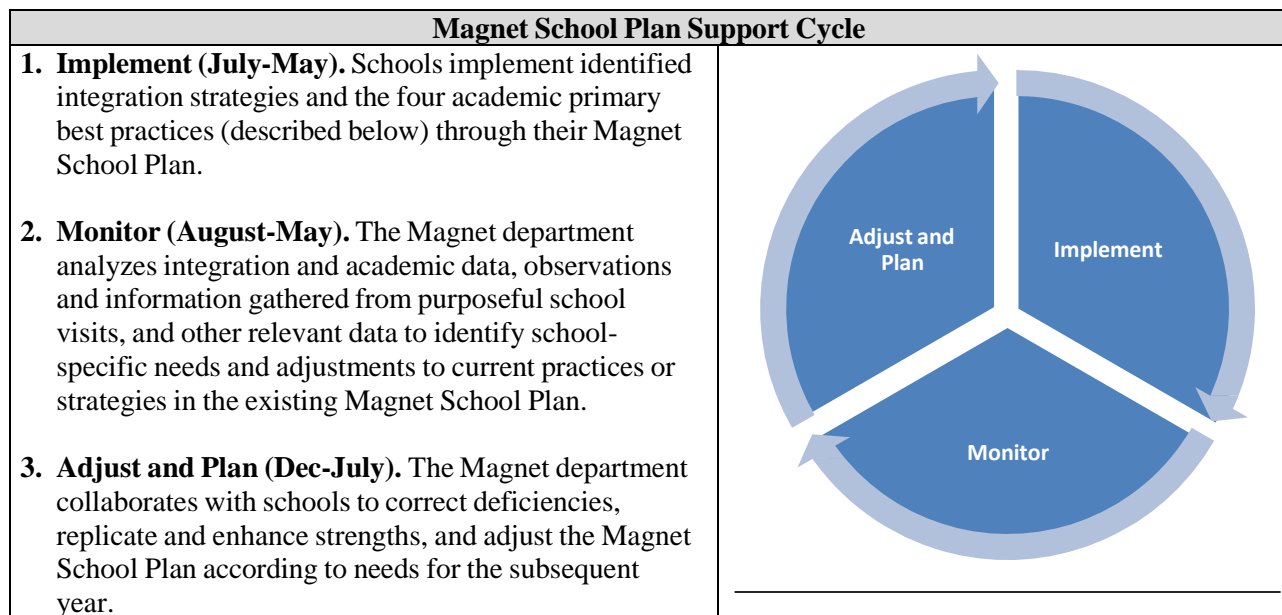 Magnet School Plan Support Cycle
1. Implement (July-May). Schools implement identified
integration strategies and the four academic primary
best practices (described below) through their Magnet
School Plan.
2. Monitor (August-May). The Magnet department
analyzes integration and academic data, observations
and information gathered from purposeful school
visits, and other relevant data to identify school-
specific needs and adjustments to current practices or
strategies in the existing Magnet School Plan.
3. Adjust and Plan (Dec-July). The Magnet department
collaborates with schools to correct deficiencies,
replicate and enhance strengths, and adjust the Magnet
School Plan according to needs for the subsequent
year.
Adjust and
Plan
Implement
Monitor